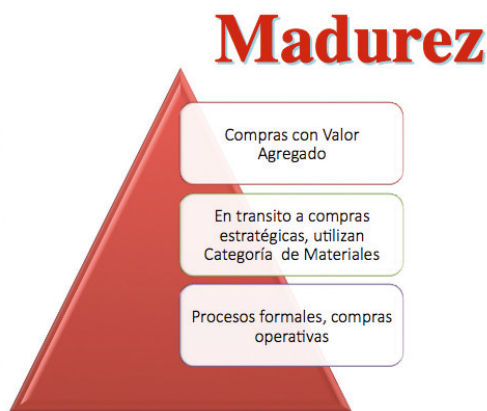 Madurez
Compras con Valor
Agregado
En transito a compras
estratégicas, utilizan
Categoría de Materiales
Procesos formales, compras
operativas